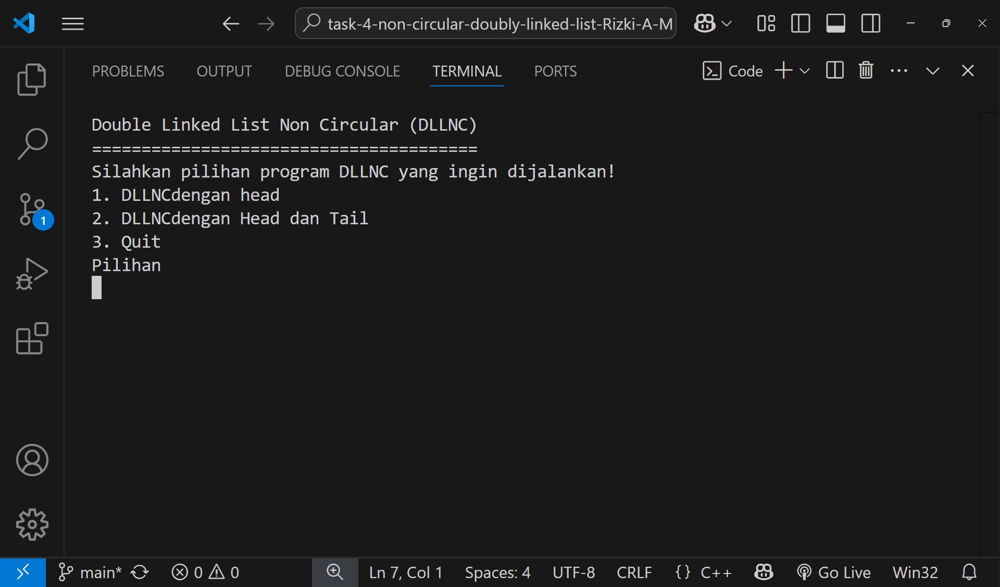 task-4-non-circular-doubly-linked-list-Rizki-A-M
PROBLEMS OUTPUT DEBUG CONSOLE TERMINAL PORTS Code
Double Linked List Non Circular (DLLNC)
=======================================
Silahkan pilihan program DLLNC yang ingin dijalankan!
1. DLLNCdengan head
2. DLLNCdengan Head dan Tail
3. Quit
Pilihan
1
main* 0 0 Ln 7, Col 1 Spaces: 4 UTF-8 CRLF {} C++ Go Live Win32